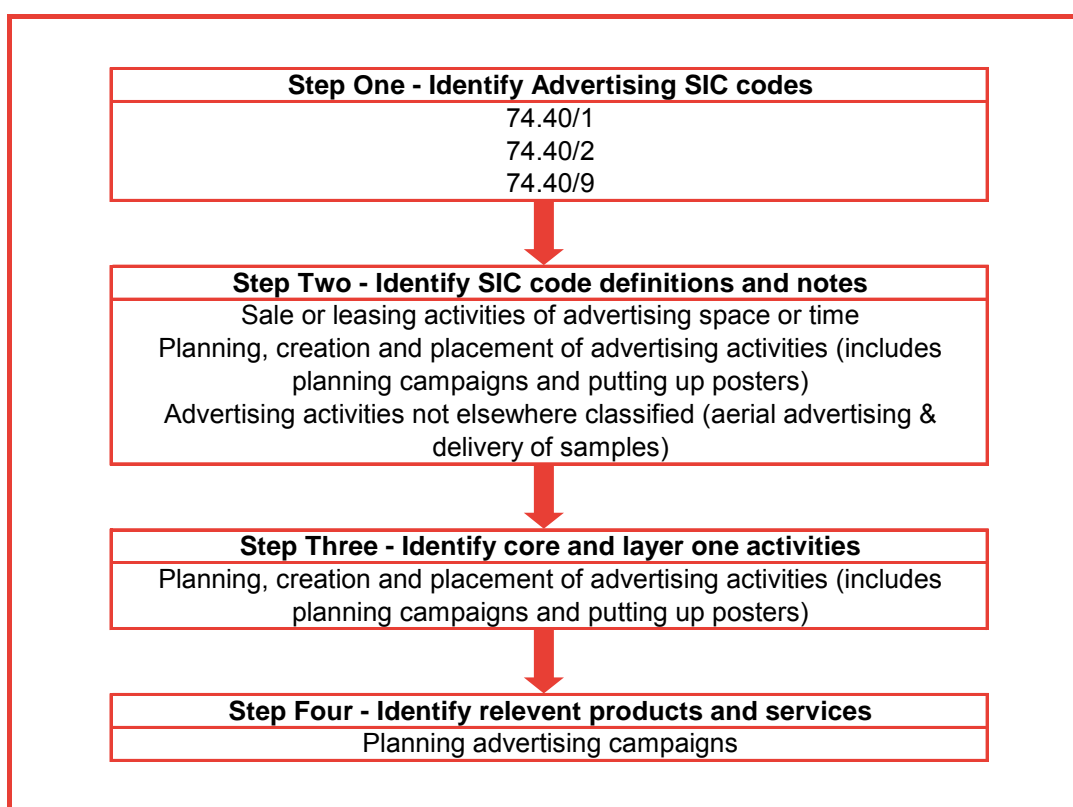 Step One - Identify Advertising SIC codes
74.40/1
74.40/2
74.40/9
Step Two - Identify SIC code definitions and notes
Sale or leasing activities of advertising space or time
Planning, creation and placement of advertising activities (includes
planning campaigns and putting up posters)
Advertising activities not elsewhere classified (aerial advertising &
delivery of samples)
Step Three - Identify core and layer one activities
Planning, creation and placement of advertising activities (includes
planning campaigns and putting up posters)
Step Four - Identify relevent products and services
Planning advertising campaigns